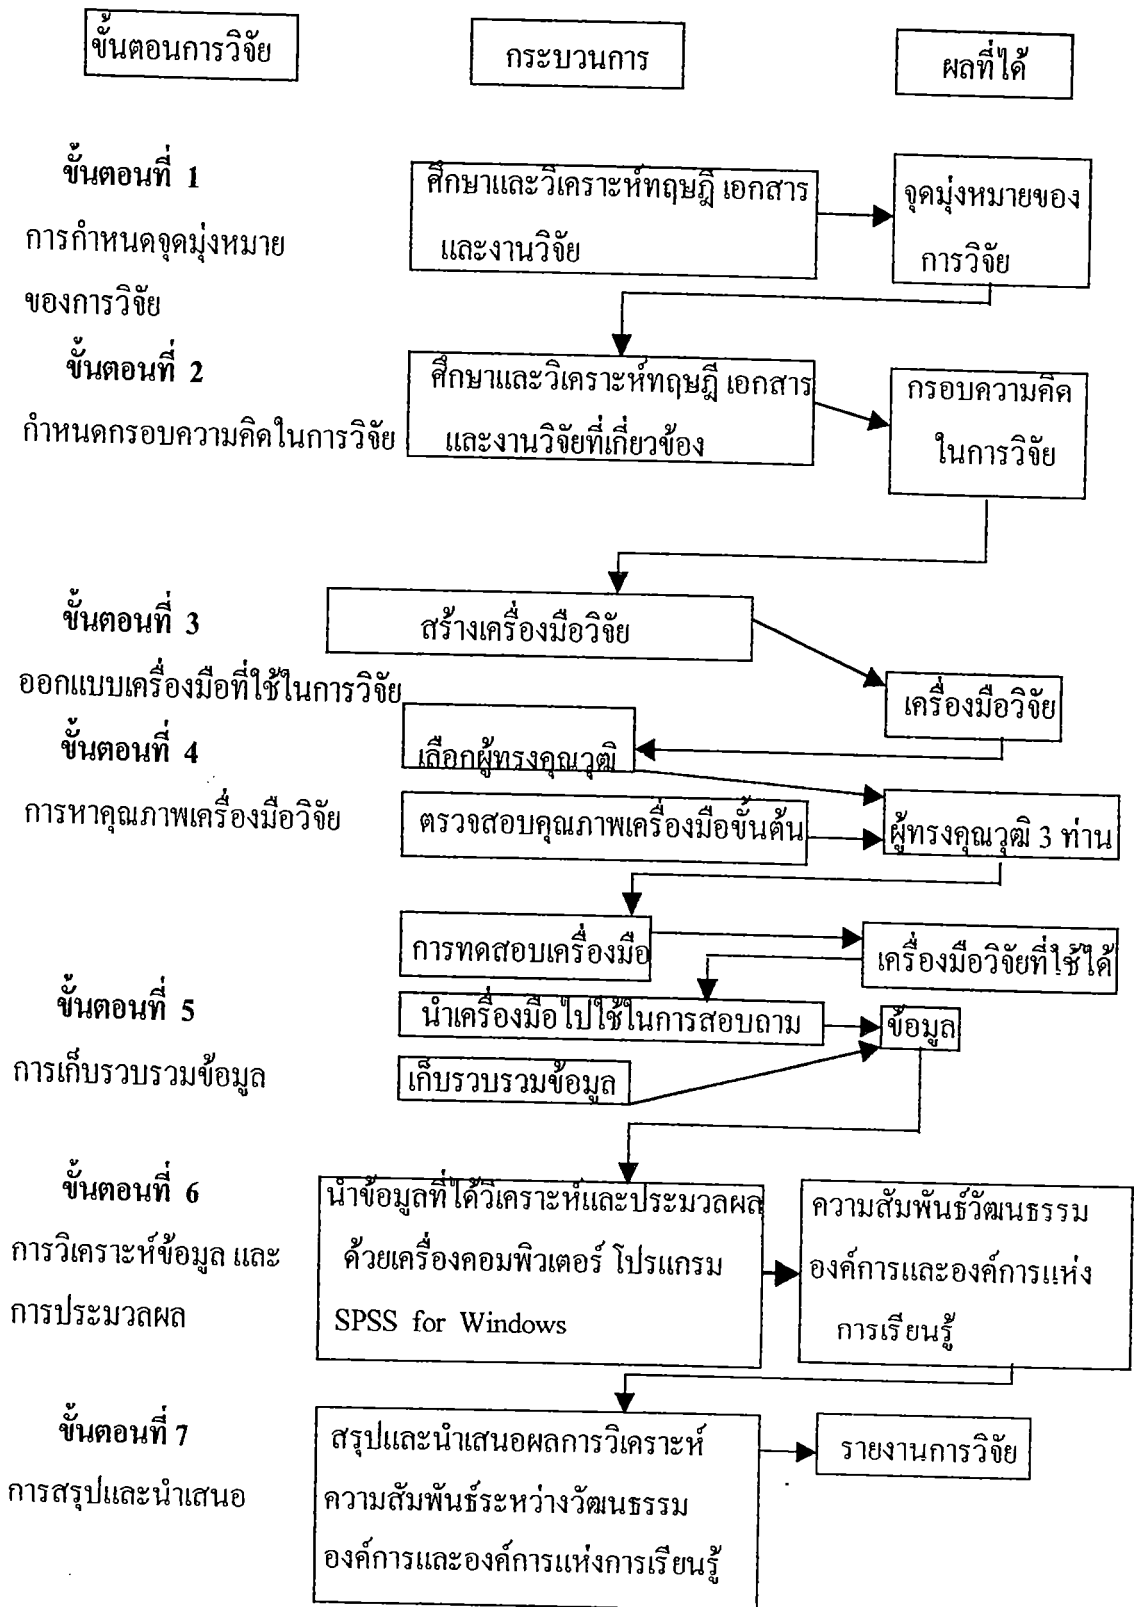 ขั้นตอนการวิจัย
กระบวนการ
ผลที่ได้
ขั้นตอนที่ 1
การกำหนดจุดมุ่งหมาย
ของการวิจัย
ศึกษาและวิเคราะห์ทฤษฎี เอกสาร
และงานวิจัย
จุดมุ่งหมายของ
การวิจัย
ขั้นตอนที่ 2
กำหนดกรอบความคิดในการวิจัย
ศึกษาและวิเคราะห์ทฤษฎี เอกสาร
และงานวิจัยที่เกี่ยวข้อง
กรอบความคิด
ในการวิจัย
ขั้นตอนที่ 3
ออกแบบเครื่องมือที่ใช้ในการวิจัย
สร้างเครื่องมือวิจัย
เครื่องมือวิจัย
ขั้นตอนที่ 4
การหาคุณภาพเครื่องมือวิจัย
เลือกผู้ทรงคุณวุฒิ
ตรวจสอบคุณภาพเครื่องมือขั้นต้น
ผู้ทรงคุณวุฒิ 3 ท่าน
การทดสอบเครื่องมือ
เครื่องมือวิจัยที่ใช้ได้
ขั้นตอนที่ 5
การเก็บรวบรวมข้อมูล
นำเครื่องมือไปใช้ในการสอบถาม
ข้อมูล
เก็บรวบรวมข้อมูล
ขั้นตอนที่ 6
การวิเคราะห์ข้อมูล และ
การประมวลผล
นำข้อมูลที่ได้วิเคราะห์และประมวลผล
ด้วยเครื่องคอมพิวเตอร์ โปรแกรม
SPSS for Windows
ความสัมพันธ์วัฒนธรรม
องค์การและองค์การแห่ง
การเรียนรู้
ขั้นตอนที่ 7
การสรุปและนำเสนอ
สรุปและนำเสนอผลการวิเคราะห์
ความสัมพันธ์ระหว่างวัฒนธรรม
องค์การและองค์การแห่งการเรียนรู้
รายงานการวิจัย